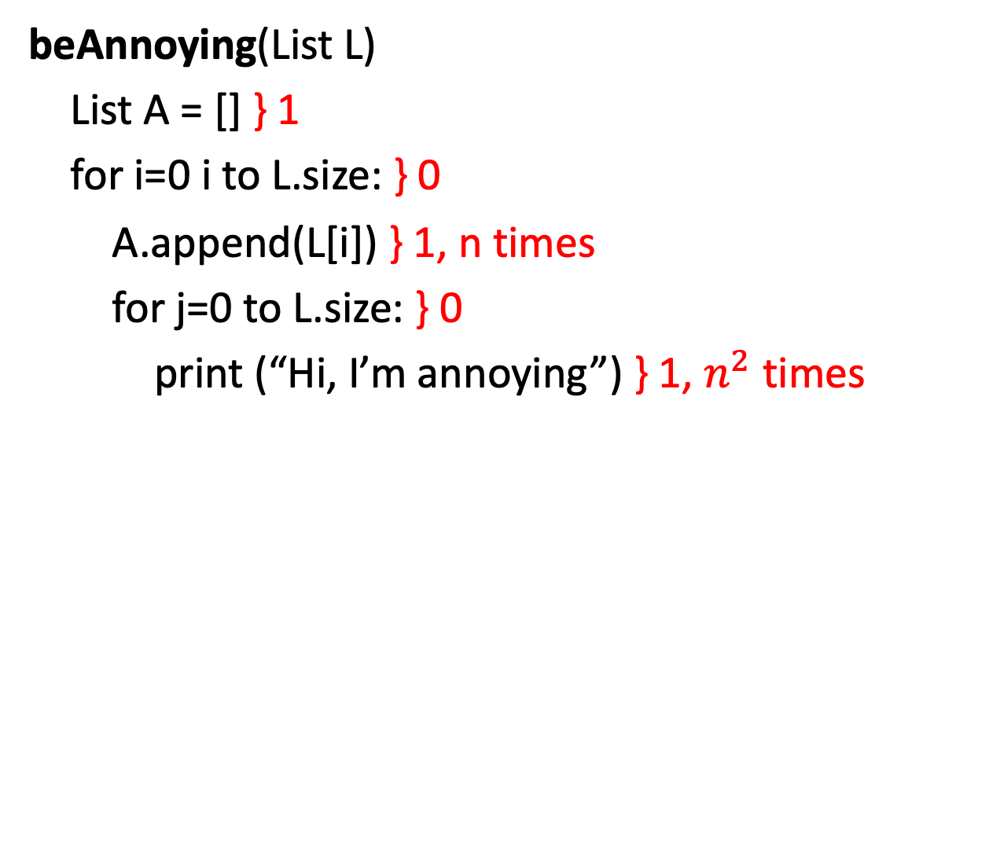 beAnnoying(List L)
List A = [] } 1
for i=0 i to L.size: } 0
A.append(L[i]) } 1, n times
for j=0 to L.size: } 0
print (“Hi, I’m annoying”) } 1, 𝑛² times